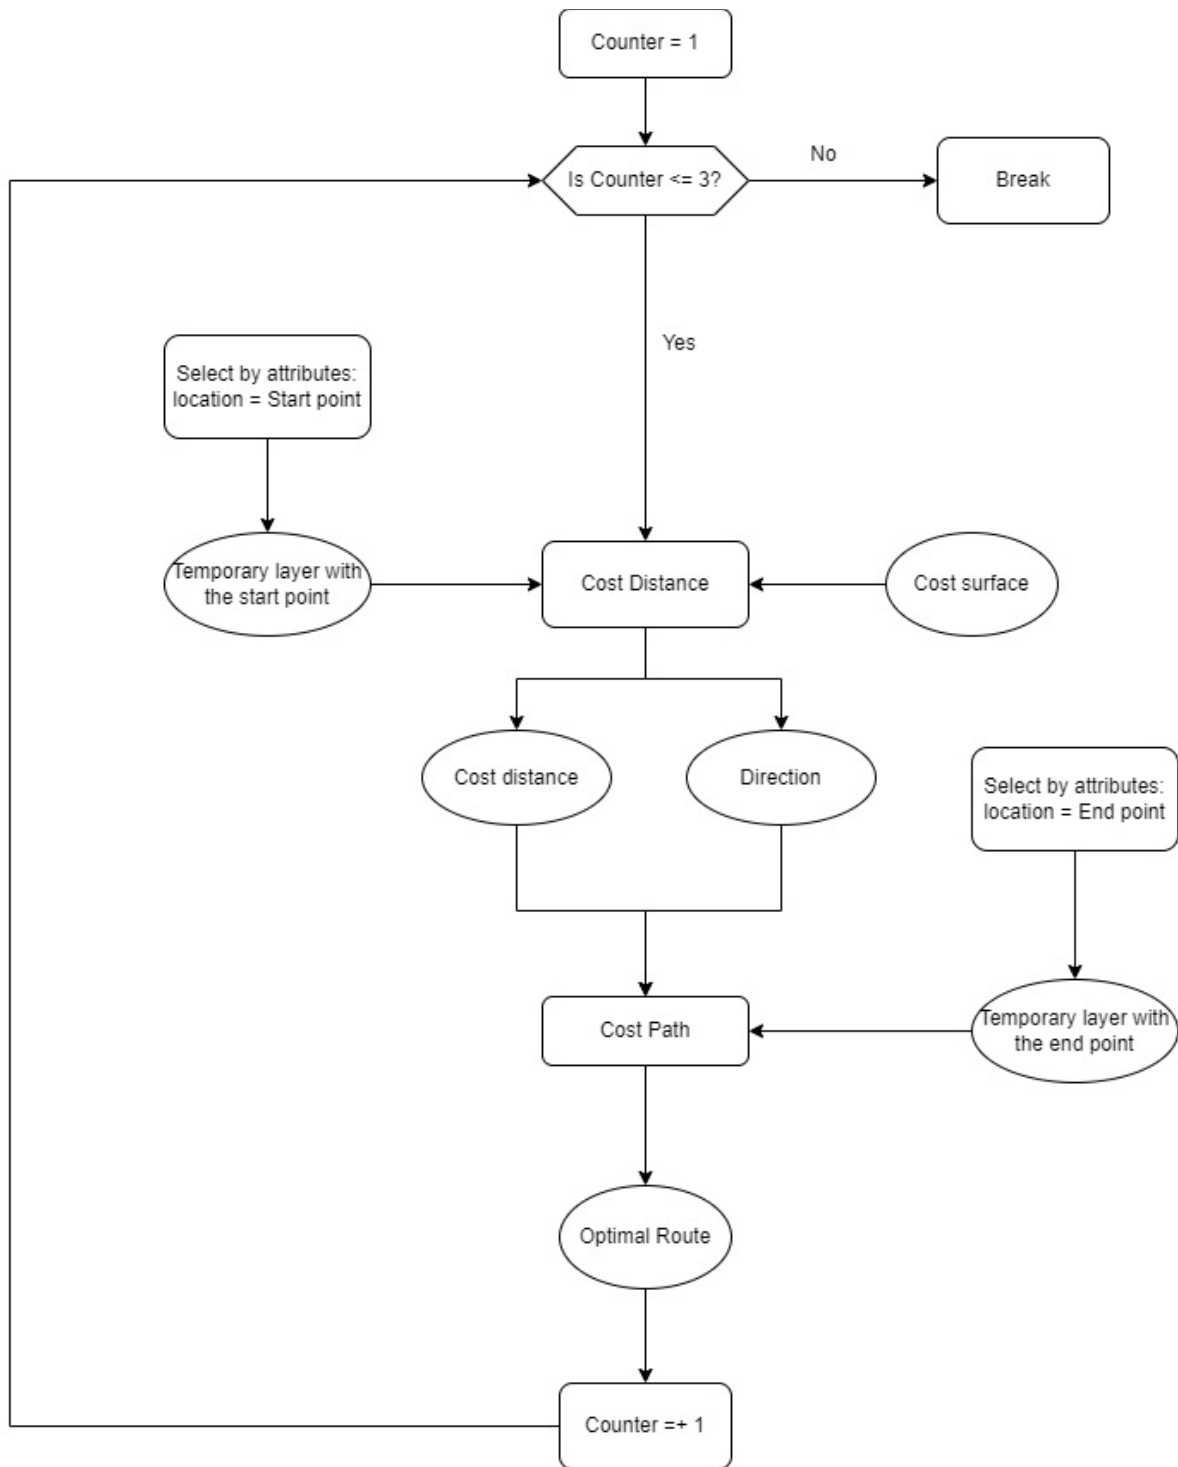 Counter = 1
Is Counter <= 3?
No
Break
Yes
Select by attributes:
location = Start point
Temporary layer with
the start point
Cost Distance
Cost surface
Cost distance
Direction
Select by attributes:
location = End point
Cost Path
Temporary layer with
the end point
Optimal Route
Counter =+ 1